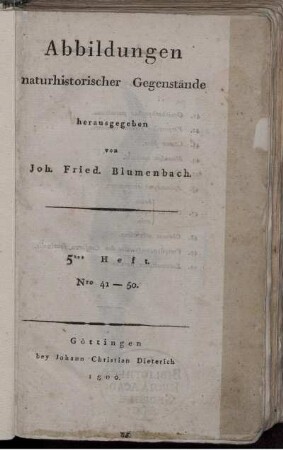 Abbildungen
naturhistorischer Gegenstände
herausgegeben
von
Joh. Fried. Blumenbach.
5tes Heft.
Nro 41 — 50.
Göttingen
bey Johann Christian Dieterich
1800.